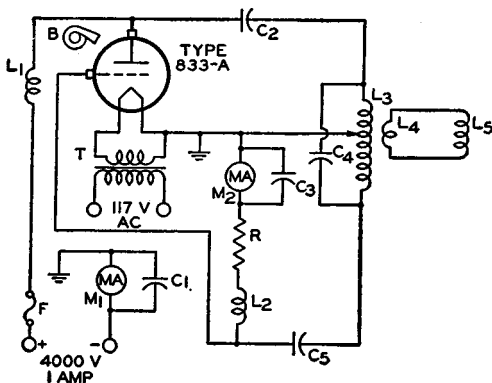 B
TYPE
833-A
C2
L1
L3
L4
L5
C4
T
MA
M2
C3
117 V
AC
R
MA
M1
C1
L2
F
C5
+
−
4000 V
1 AMP